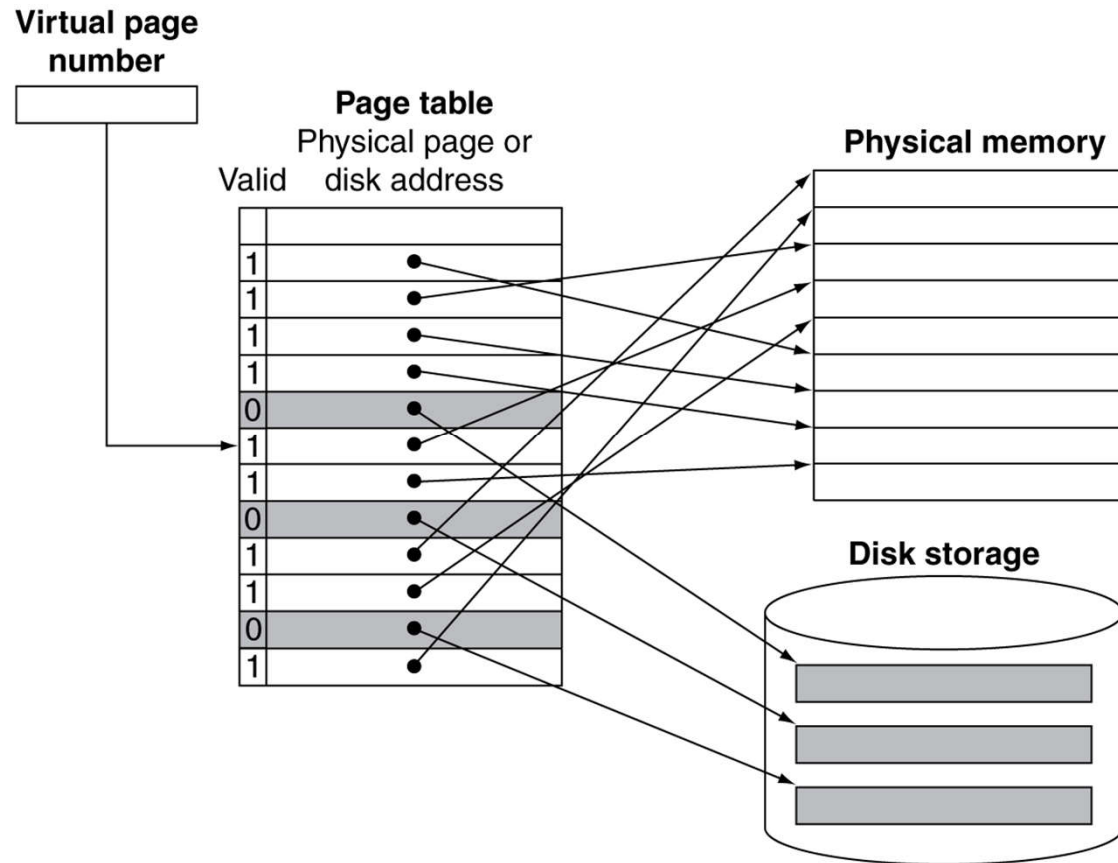 Virtual page
number
Page table
Physical page or
Valid disk address
1
1
1
1
0
1
1
0
1
1
0
1
Physical memory
Disk storage